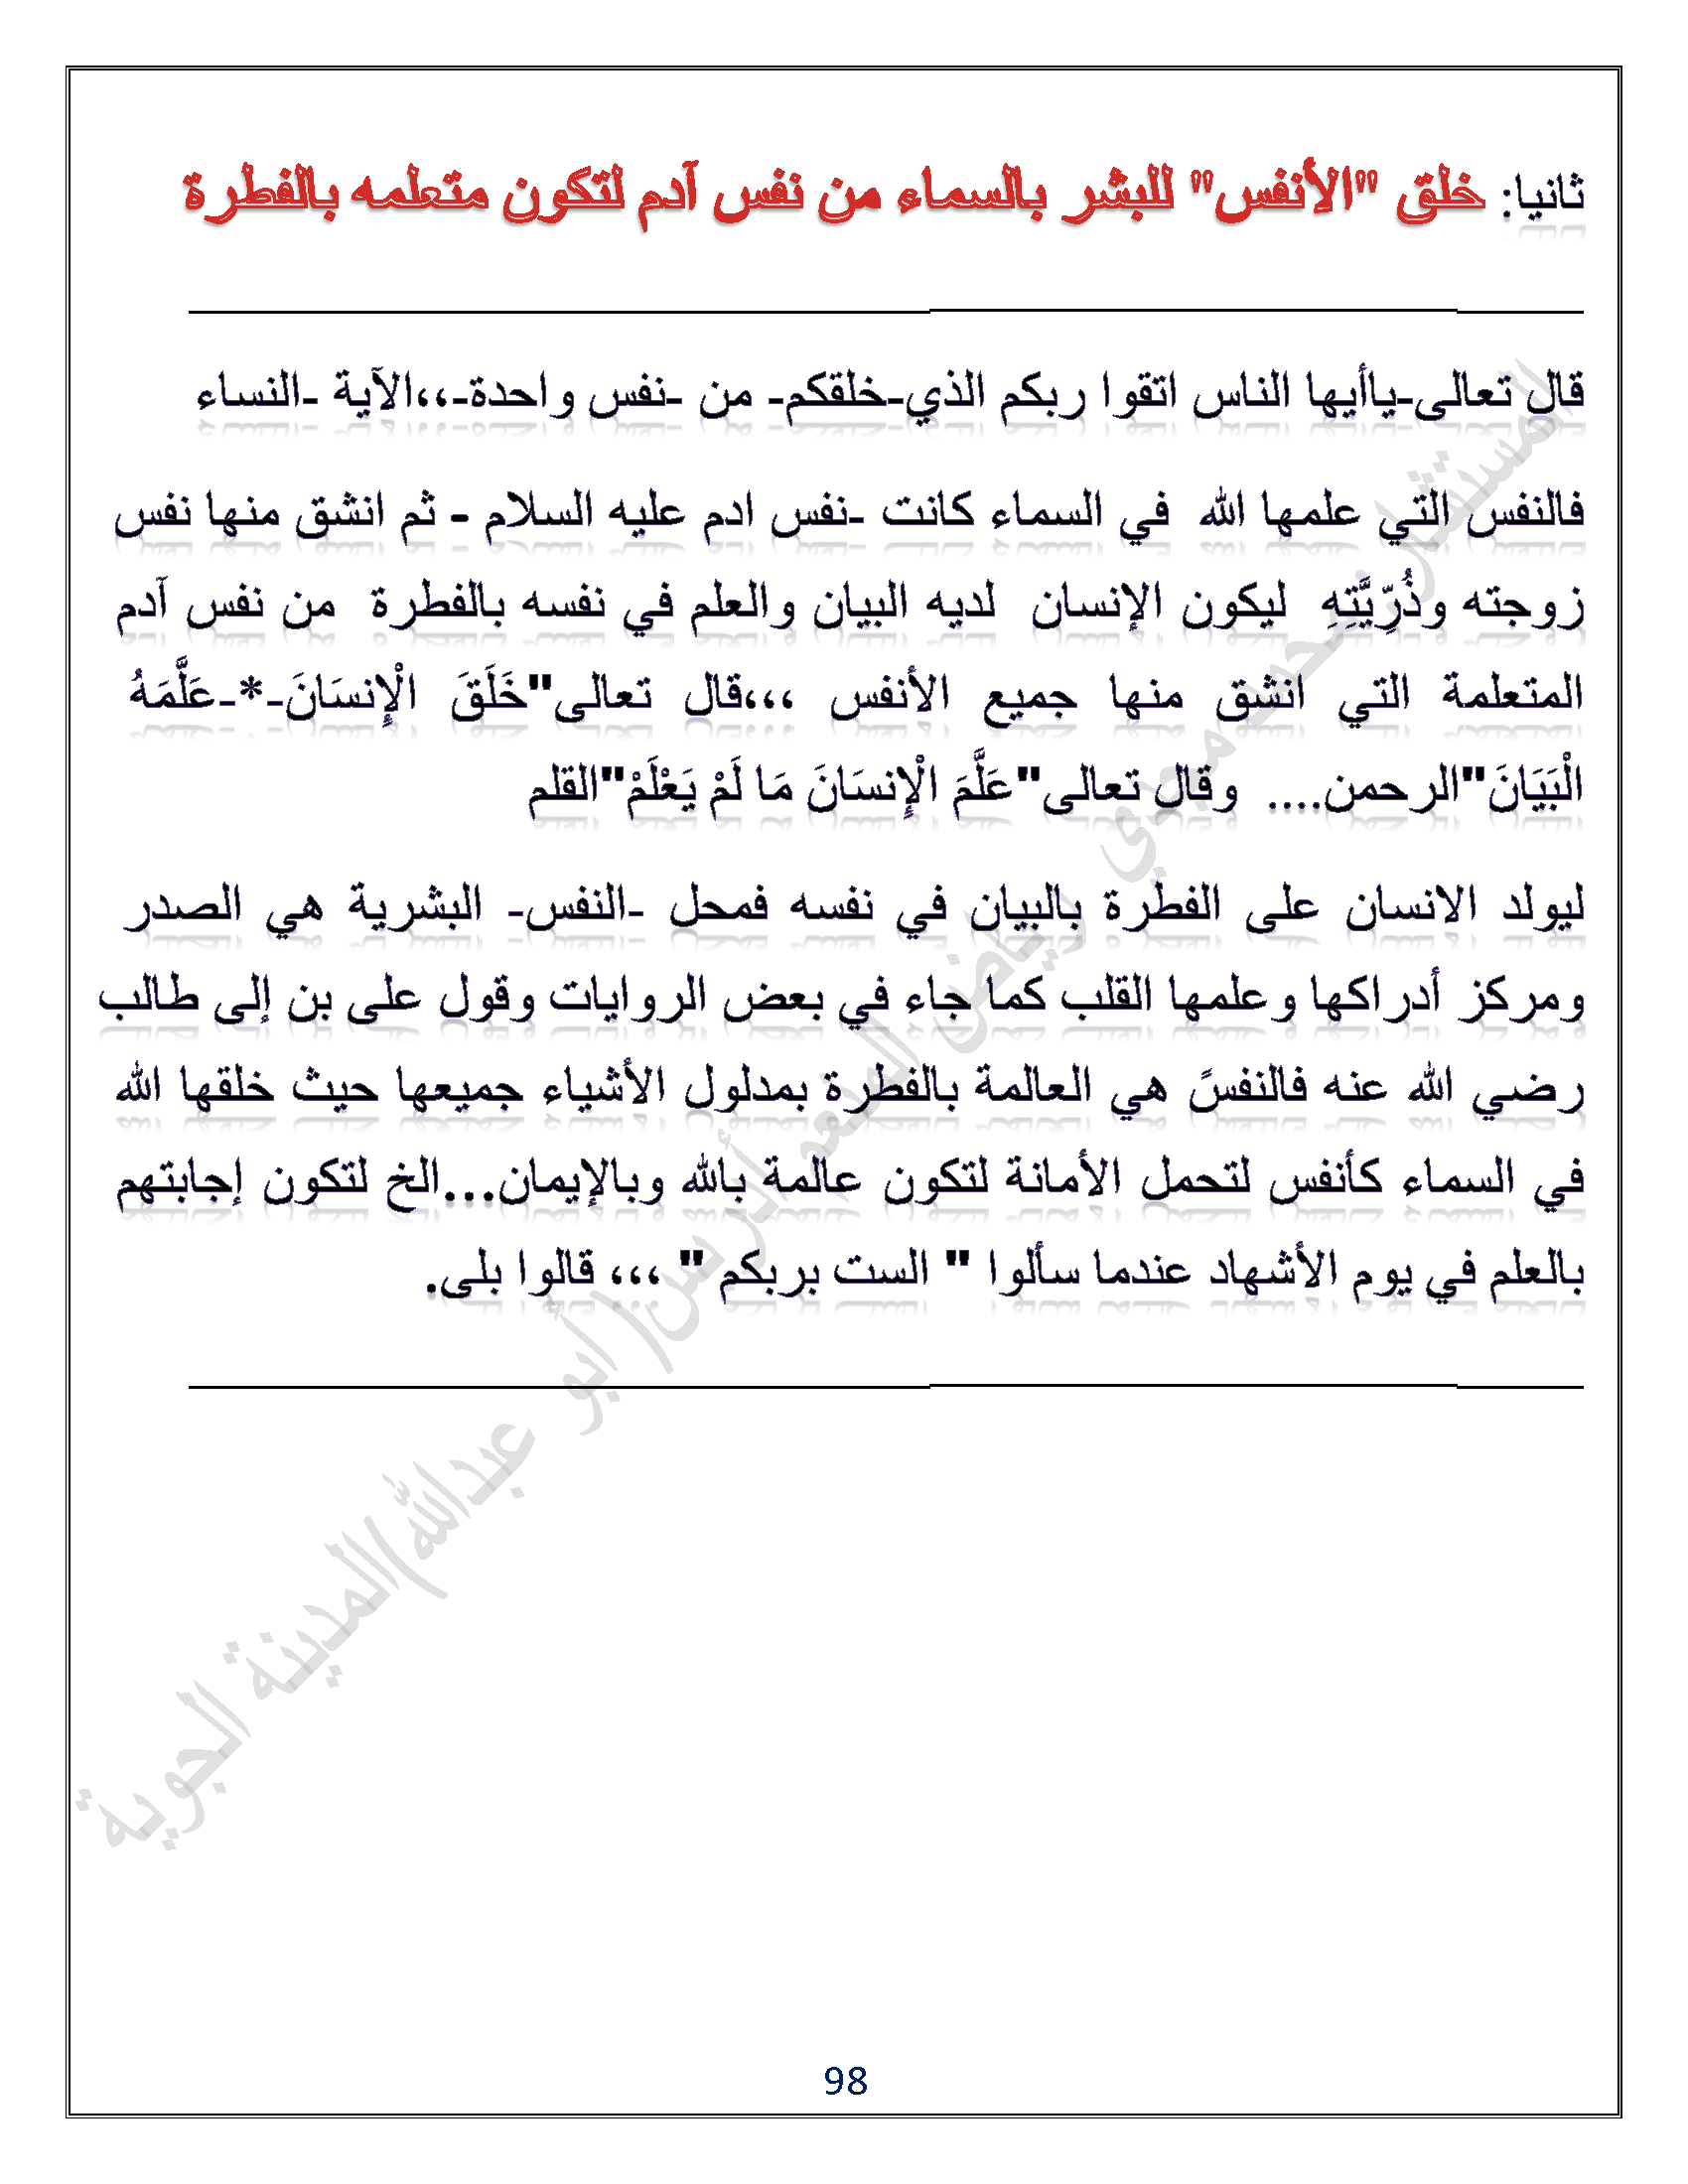 ثانيا: خلق "الأنفس" للبشر بالسماء من نفس آدم لتكون متعلمه بالفطرة
قال تعالى-ياأيها الناس اتقوا ربكم الذي-خلقكم- من -نفس واحدة-،،الآية -النساء
فالنفس التي علمها الله في السماء كانت -نفس ادم عليه السلام - ثم انشق منها نفس
زوجته وذُرِّيَّتِهِ ليكون الإنسان لديه البيان والعلم في نفسه بالفطرة من نفس آدم
المتعلمة التي انشق منها جميع الأنفس ،،،قال تعالى"خَلَقَ الْإِنسَانَ-*-عَلَّمَهُ
الْبَيَانَ"الرحمن.... وقال تعالى"عَلَّمَ الْإِنسَانَ مَا لَمْ يَعْلَمْ"القلم
ليولد الانسان على الفطرة بالبيان في نفسه فمحل -النفس- البشرية هي الصدر
ومركز أدراكها وعلمها القلب كما جاء في بعض الروايات وقول على بن إلى طالب
رضي الله عنه فالنفسً هي العالمة بالفطرة بمدلول الأشياء جميعها حيث خلقها الله
في السماء كأنفس لتحمل الأمانة لتكون عالمة بالله وبالإيمان...الخ لتكون إجابتهم
بالعلم في يوم الأشهاد عندما سألوا " الست بربكم " ،،، قالوا بلى.
المستشار محمد مهدي رياض المنعم الريس(أبو عبدالله)المدينة الجوية
98